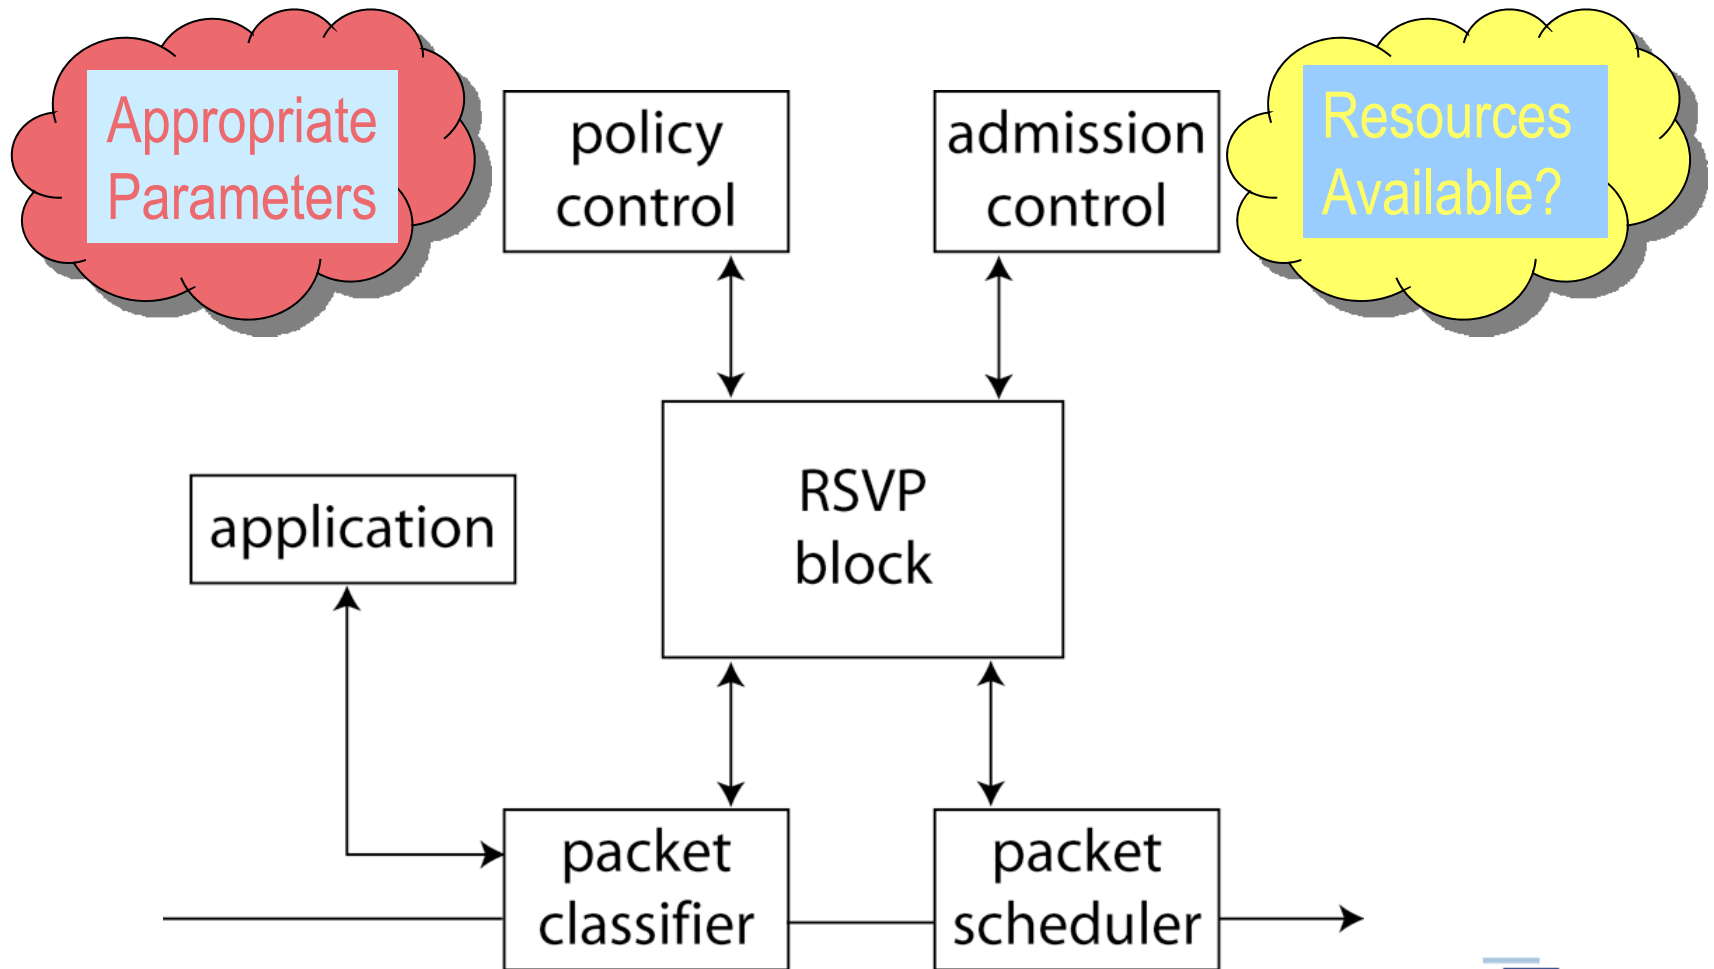 Appropriate
Parameters
policy
control
admission
control
Resources
Available?
RSVP
block
application
packet
classifier
packet
scheduler